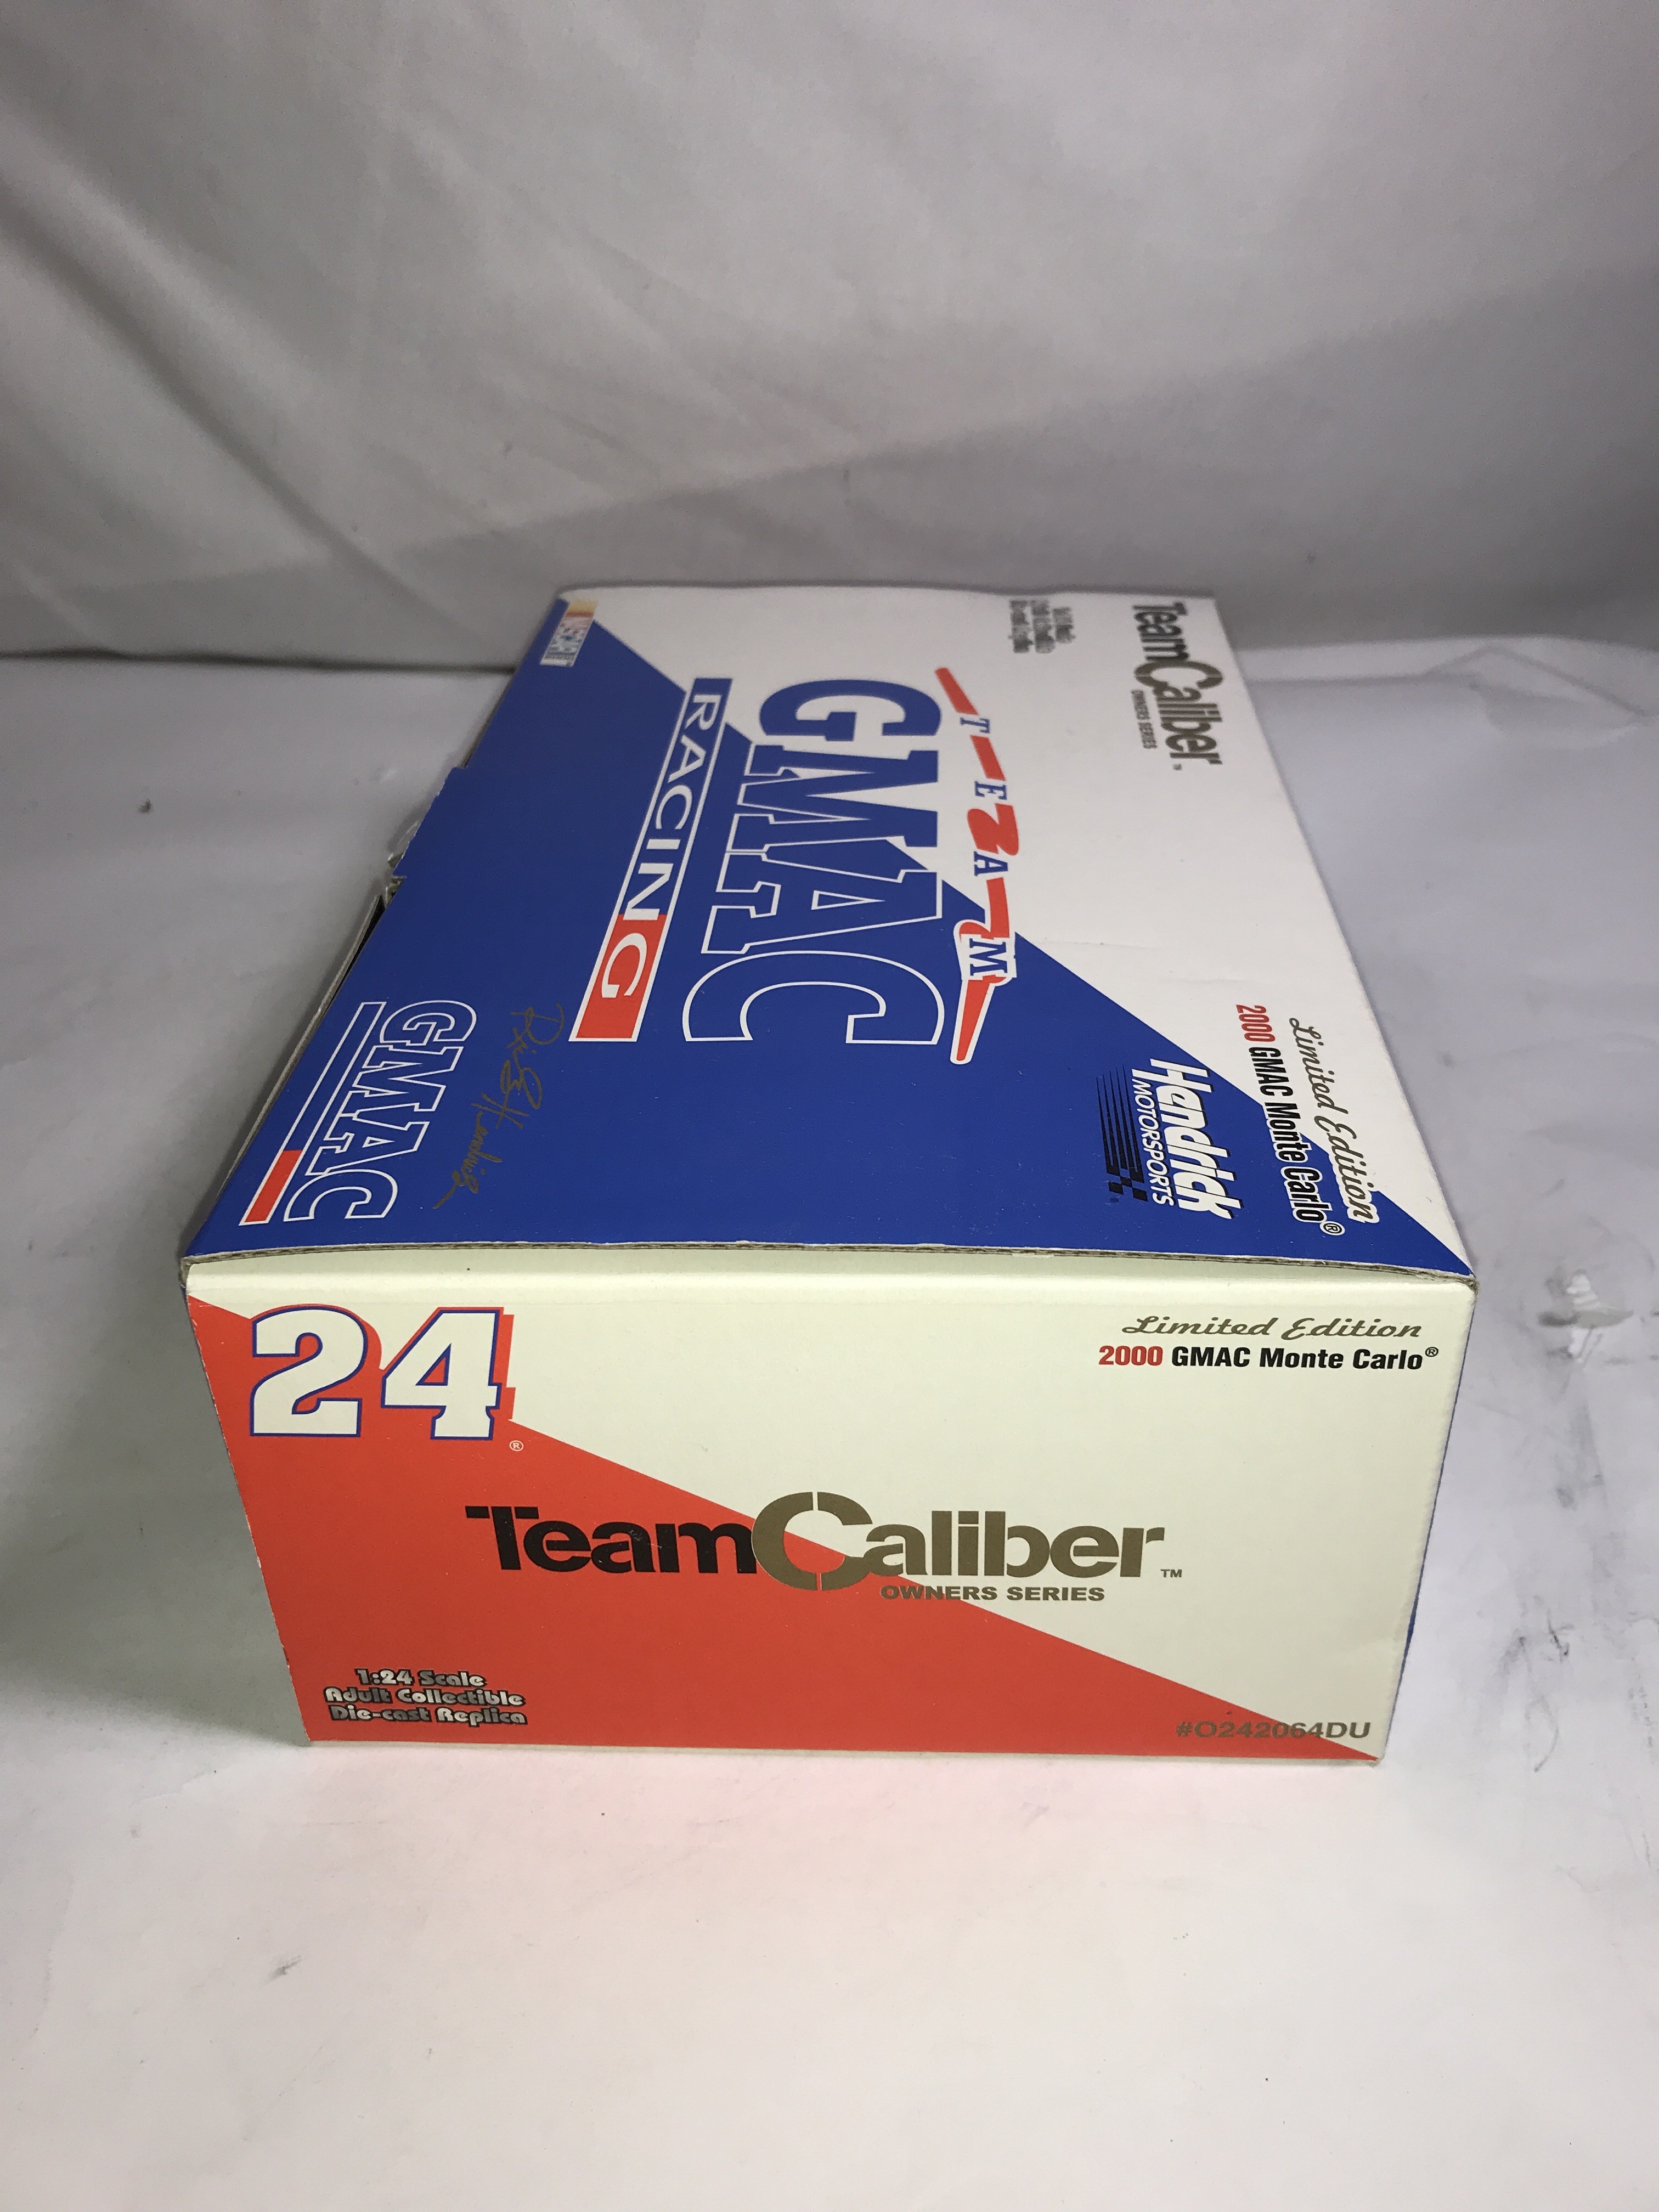 TeamCaliber™
OWNERS SERIES
TEAM
GMAC
RACING
Limited Edition
2000 GMAC Monte Carlo®
Hendrick
MOTORSPORTS
GMAC
24®
Limited Edition
2000 GMAC Monte Carlo®
TeamCaliber™
OWNERS SERIES
1:24 Scale
Adult Collectible
Die-cast Replica
#O242064DU